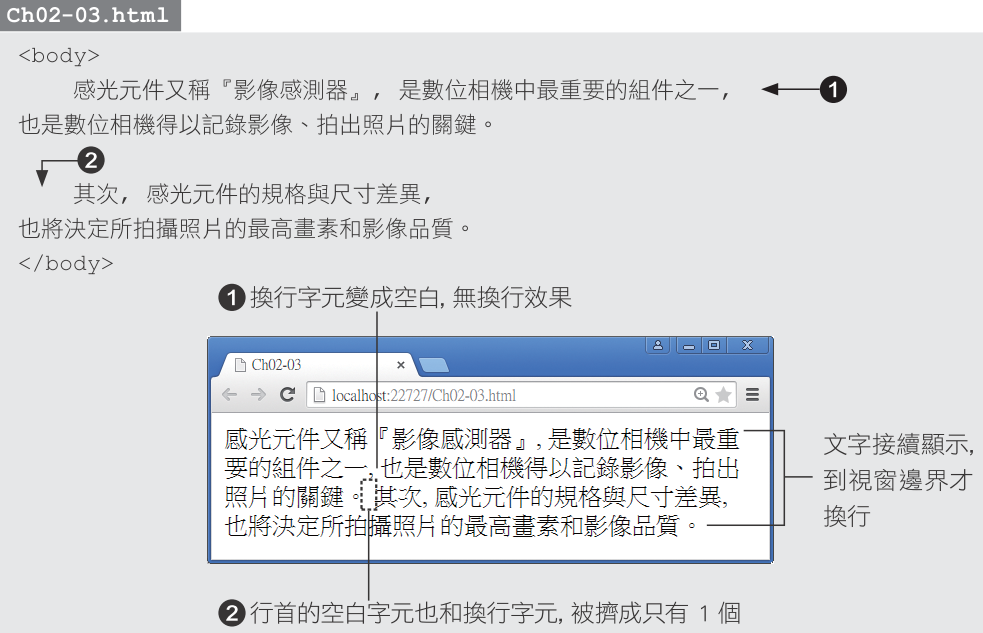 Ch02-03.html
<body>
感光元件又稱『影像感測器』, 是數位相機中最重要的組件之一,
1
也是數位相機得以記錄影像、拍出照片的關鍵。
2
其次, 感光元件的規格與尺寸差異,
也將決定所拍攝照片的最高畫素和影像品質。
</body>
1 換行字元變成空白, 無換行效果
Ch02-03
localhost:22727/Ch02-03.html
感光元件又稱『影像感測器』, 是數位相機中最重
要的組件之一, 也是數位相機得以記錄影像、拍出
照片的關鍵。 其次, 感光元件的規格與尺寸差異,
也將決定所拍攝照片的最高畫素和影像品質。
文字接續顯示,
到視窗邊界才
換行
2 行首的空白字元也和換行字元, 被擠成只有 1 個